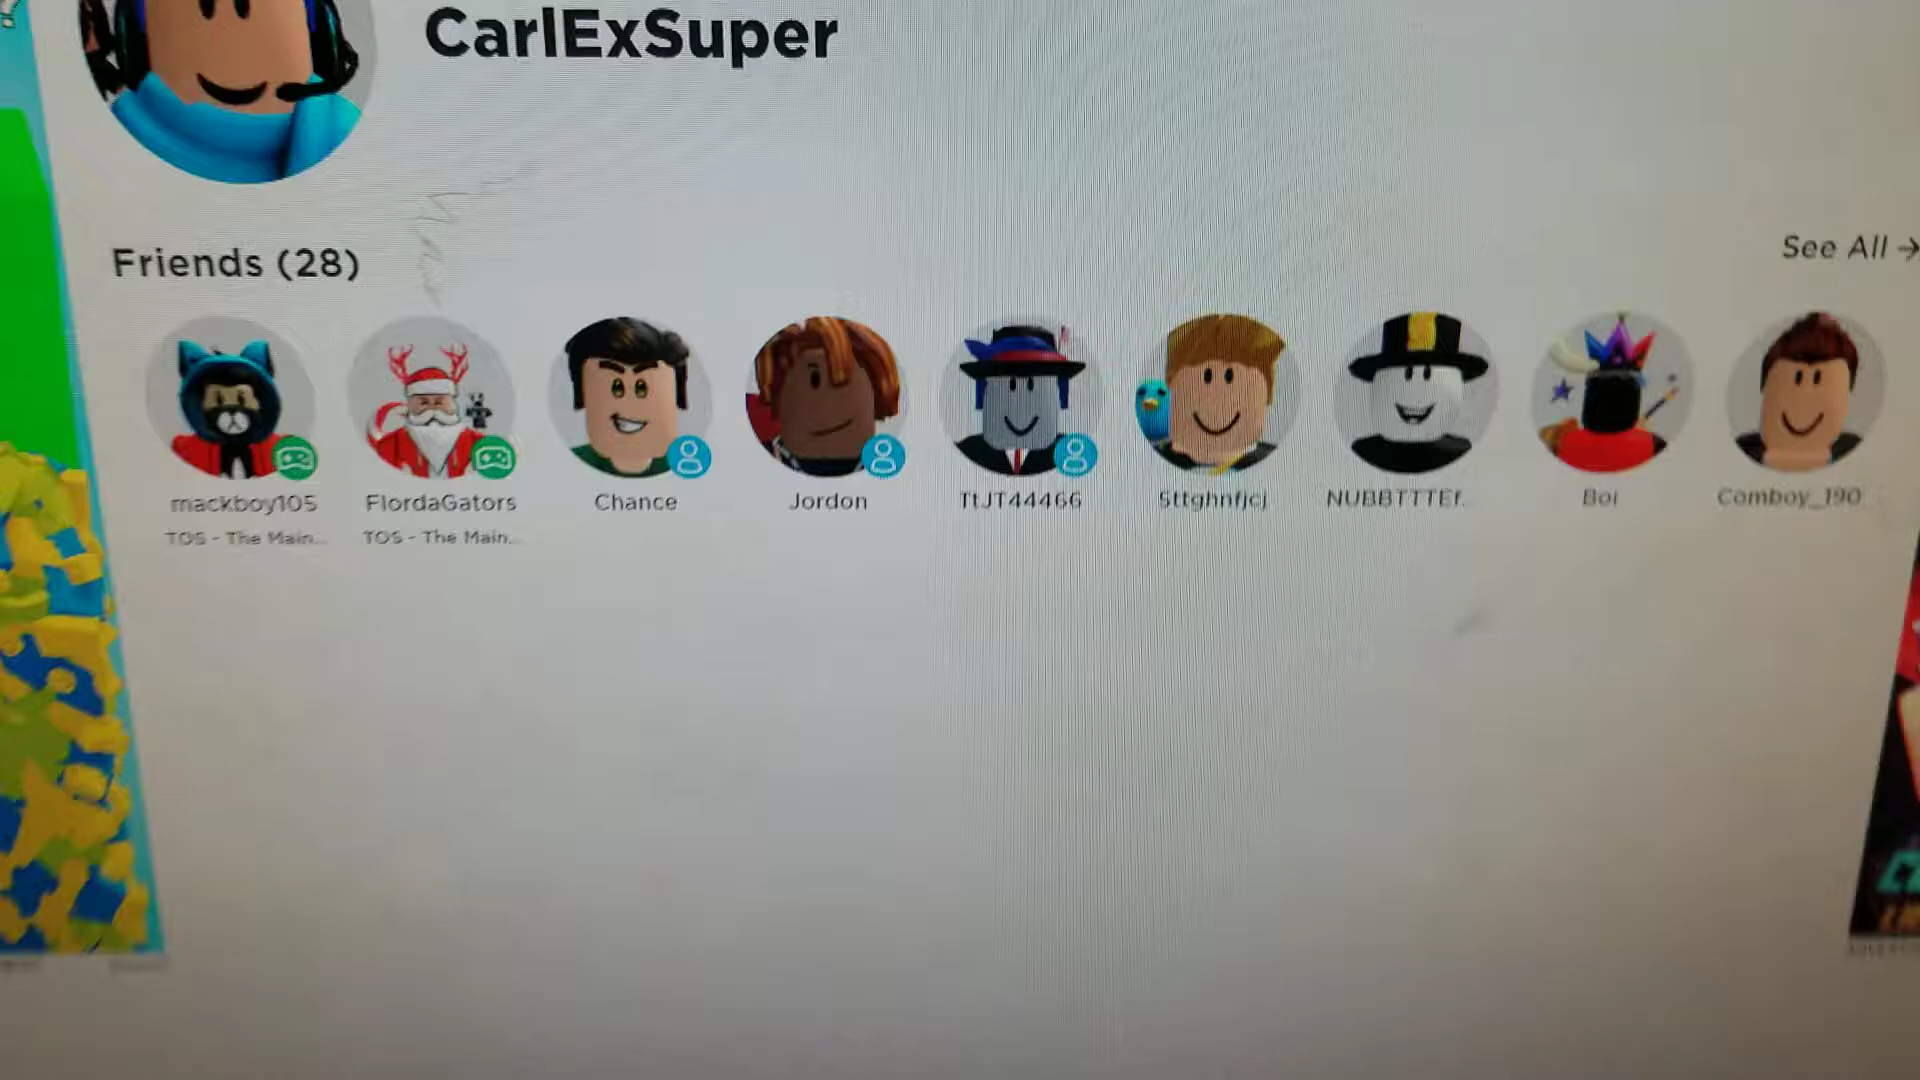 CarlExSuper
Friends (28)
See All →
mackboy105
FlordaGators
Chance
Jordon
TtJT44466
Sttghnfjcj
NUBBTTTEf...
Boi
Comboy_190
TOS - The Main...
TOS - The Main...